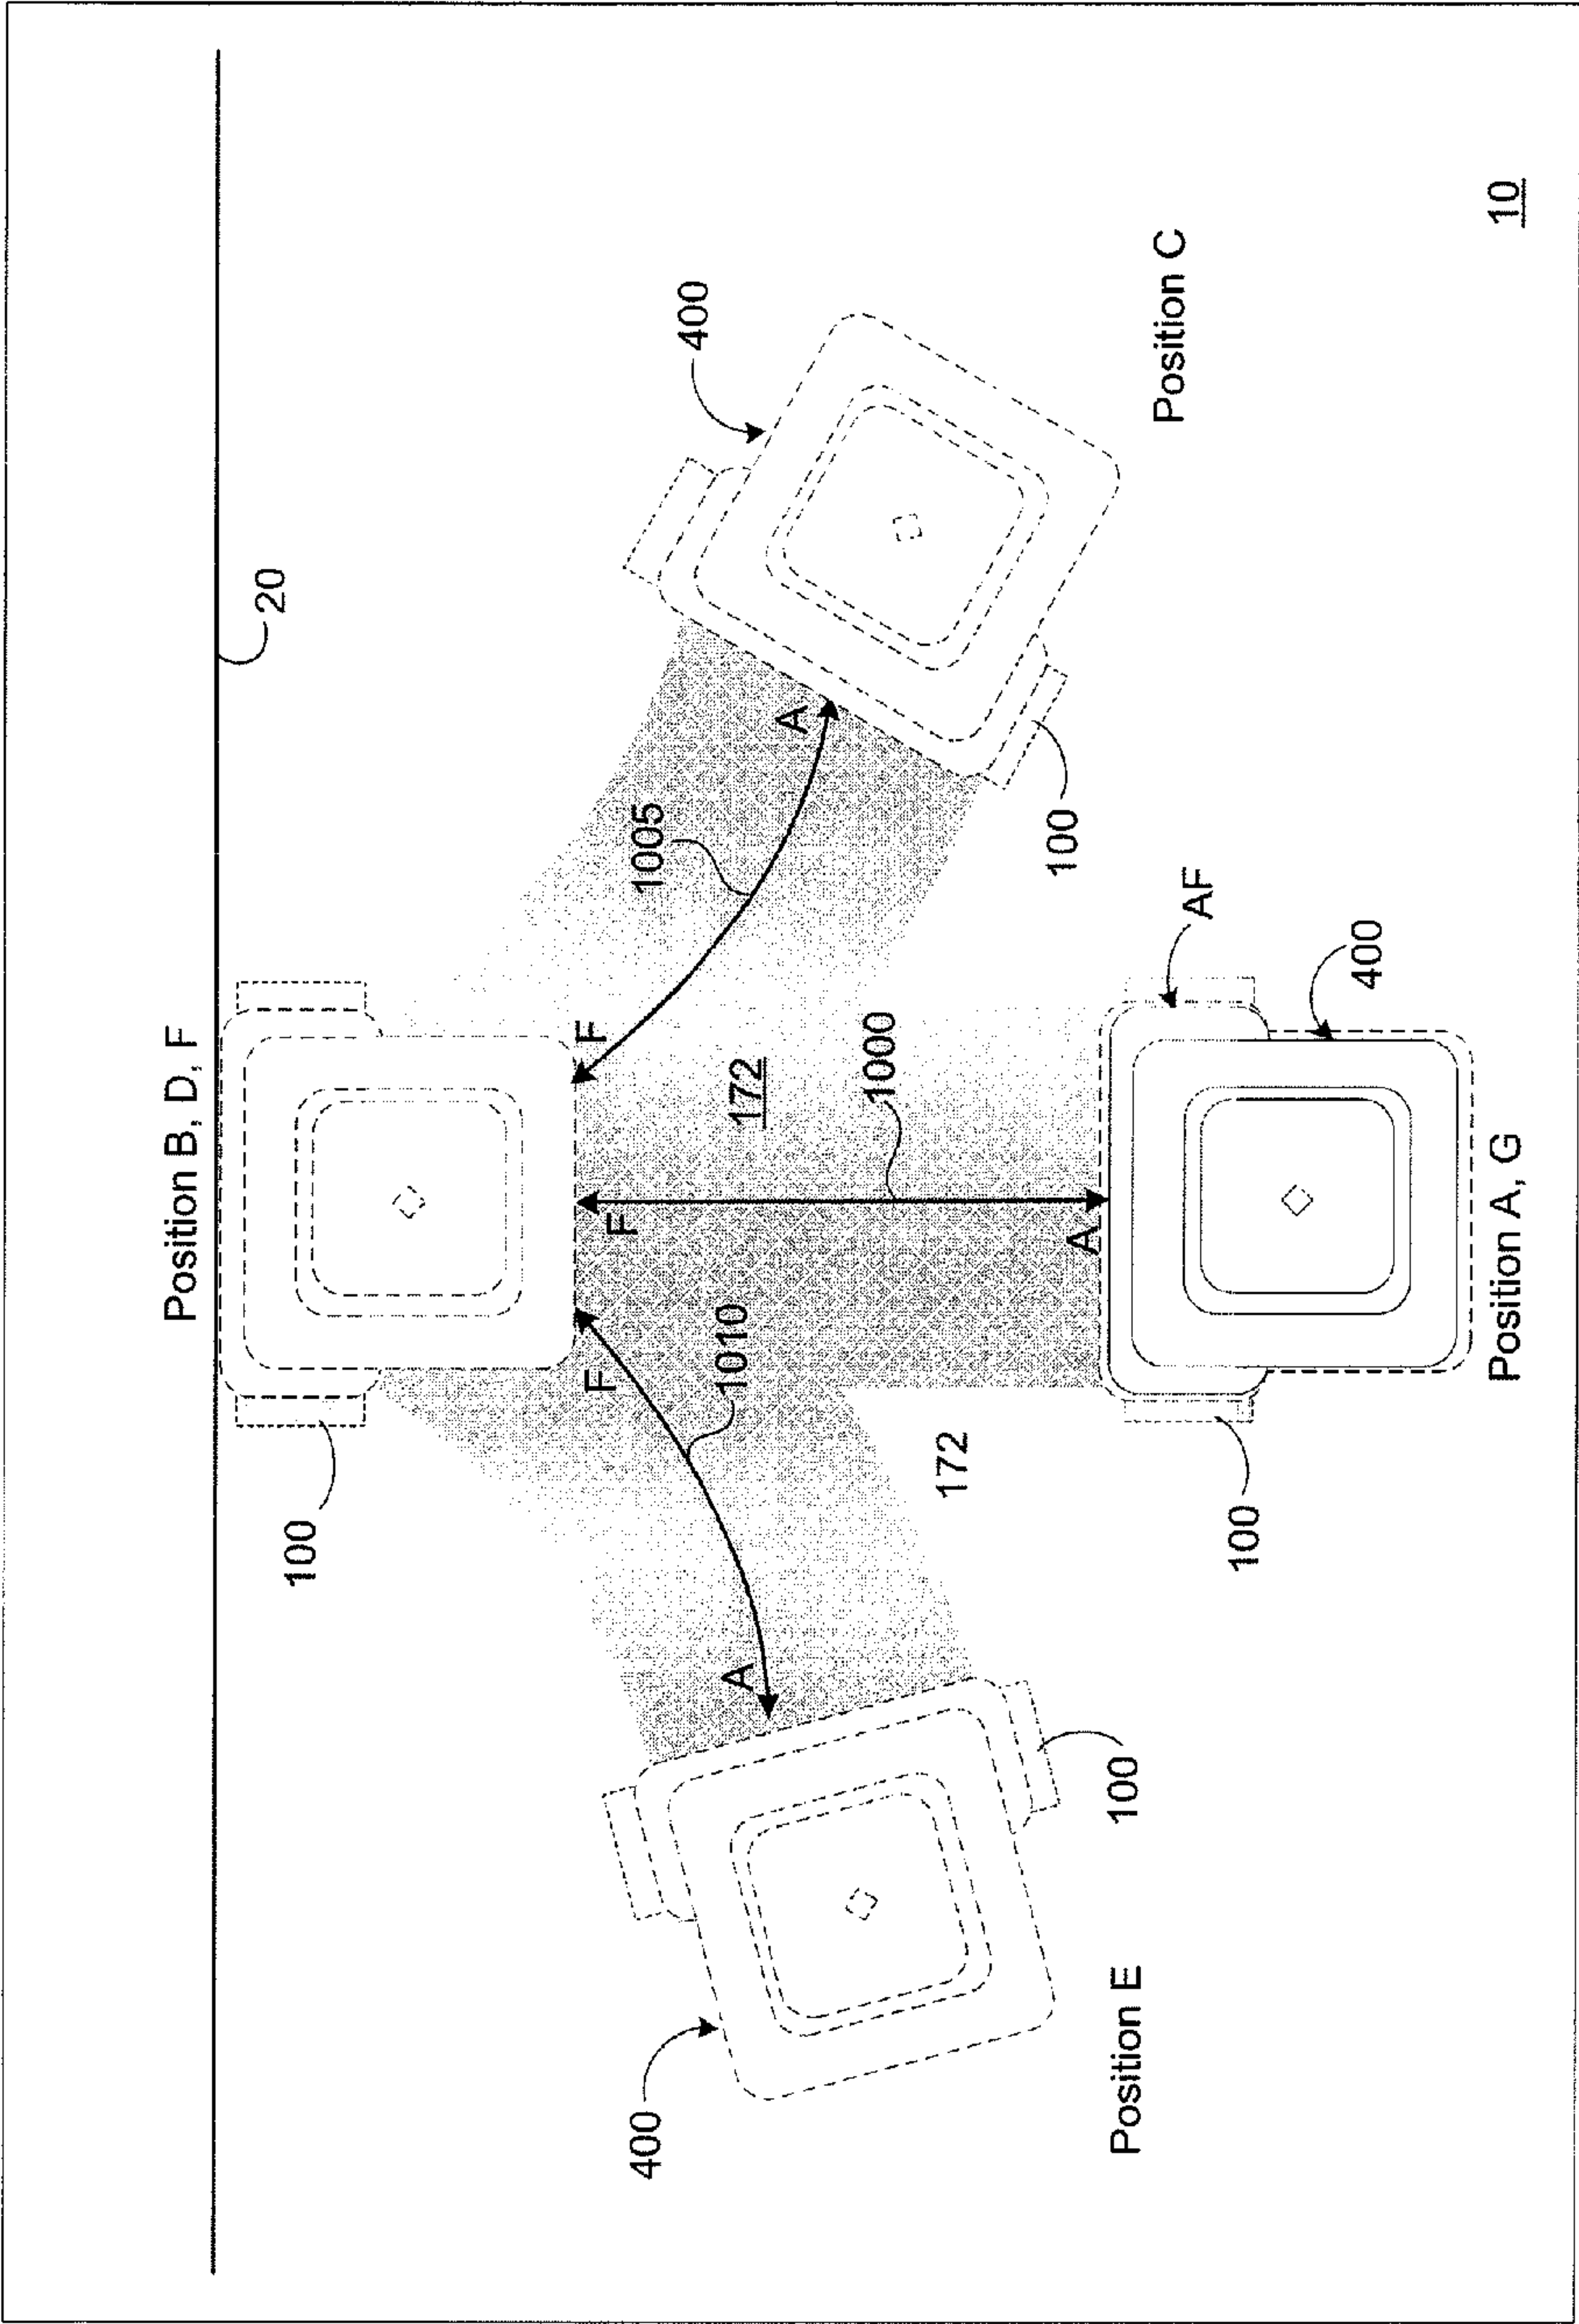 Position B, D, F
20
100
400
Position C
1005
F
A
100
F
172
1000
F
1010
A
172
A
AF
400
100
400
100
Position E
Position A, G
10